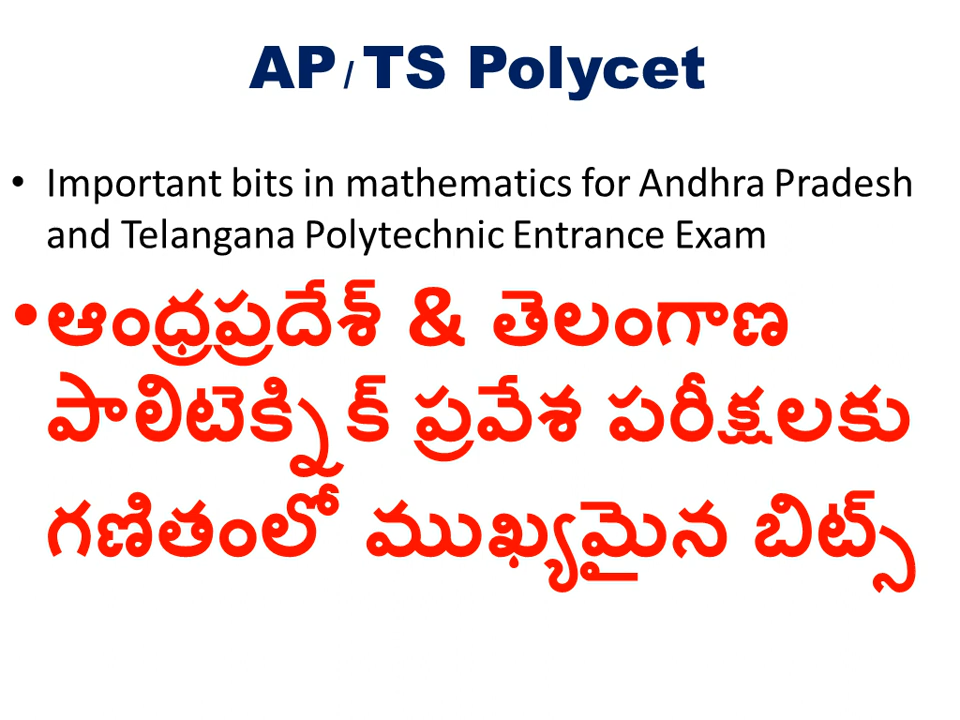 AP / TS Polycet
• Important bits in mathematics for Andhra Pradesh
and Telangana Polytechnic Entrance Exam
• ఆంధ్రప్రదేశ్ & తెలంగాణ
పాలిటెక్నిక్ ప్రవేశ పరీక్షలకు
గణితంలో ముఖ్యమైన బిట్స్